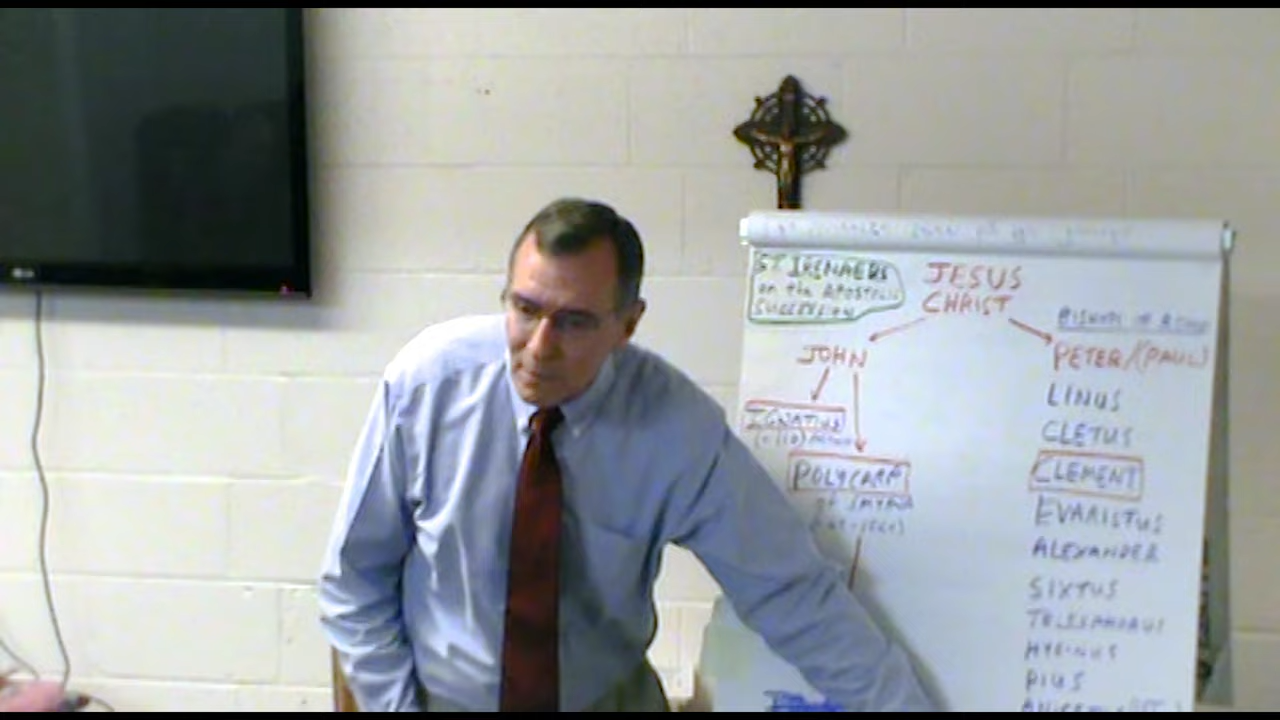 ST IRENAEUS
on the APOSTOLIC
SUCCESSION
JESUS
CHRIST
BISHOPS OF ROME
JOHN
PETER/(PAUL)
IGNATIUS
LINUS
CLETUS
POLYCARP
of SMYRNA
CLEMENT
EVARISTUS
ALEXANDER
SIXTUS
TELESPHORUS
HYGINUS
PIUS